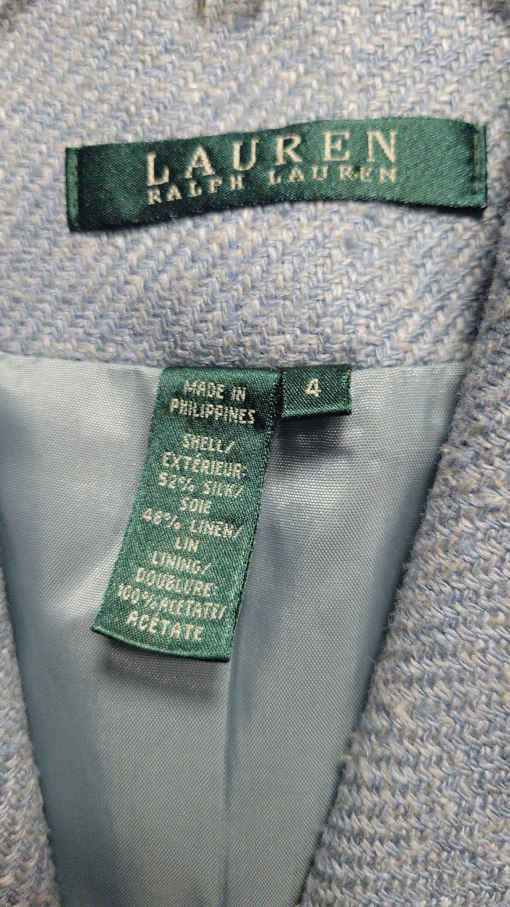 LAUREN
RALPH LAUREN
MADE IN
PHILIPPINES
4
SHELL/
EXTÉRIEUR:
52% SILK/
SOIE
48% LINEN/
LIN
LINING/
DOUBLURE:
100% ACETATE/
ACÉTATE